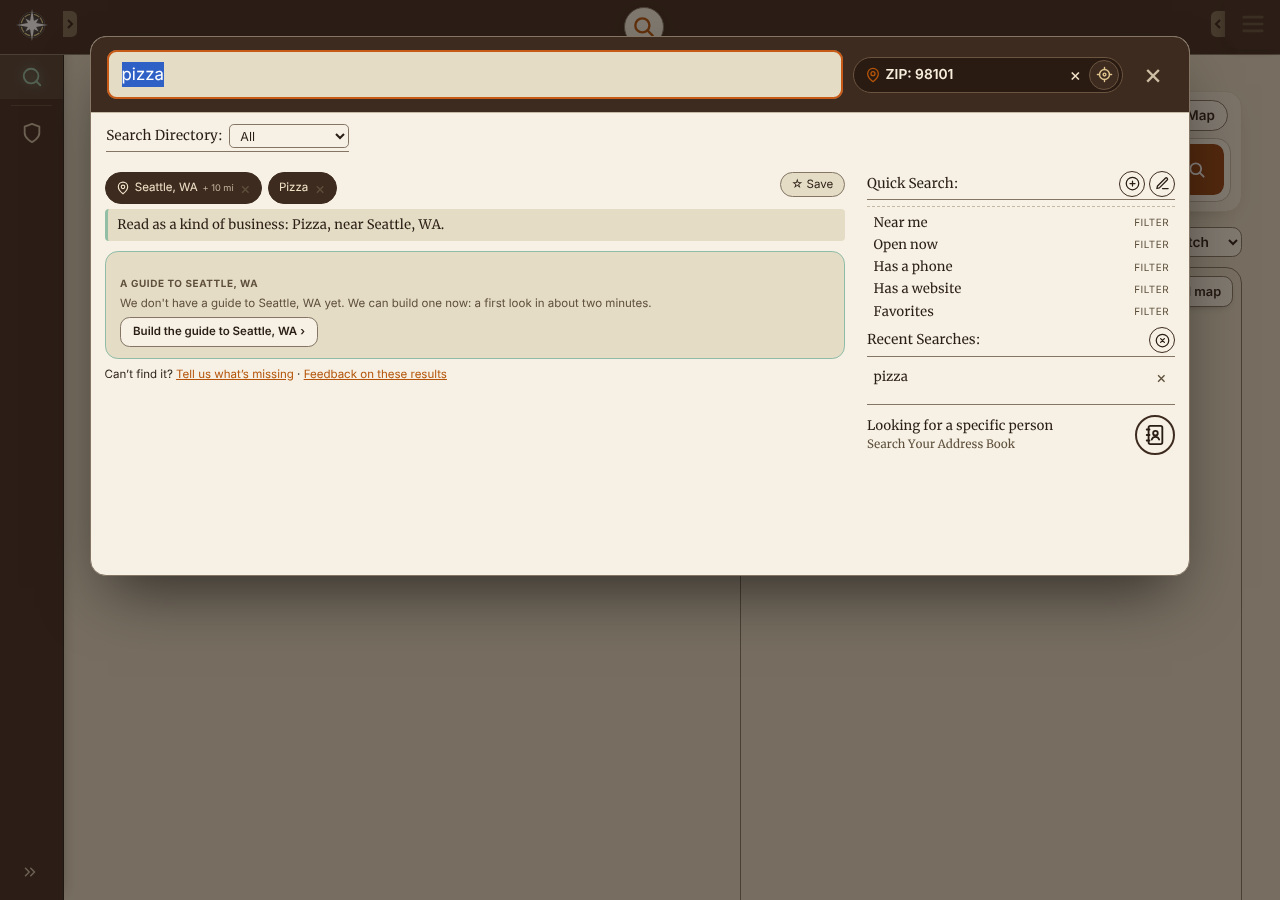 pizza
ZIP: 98101
Search Directory: All
Seattle, WA + 10 mi ×
Pizza ×
☆ Save
Read as a kind of business: Pizza, near Seattle, WA.
A GUIDE TO SEATTLE, WA
We don't have a guide to Seattle, WA yet. We can build one now: a first look in about two minutes.
Build the guide to Seattle, WA ›
Can't find it? Tell us what's missing · Feedback on these results
Quick Search:
Near me FILTER
Open now FILTER
Has a phone FILTER
Has a website FILTER
Favorites FILTER
Recent Searches:
pizza
Looking for a specific person
Search Your Address Book
Map
map